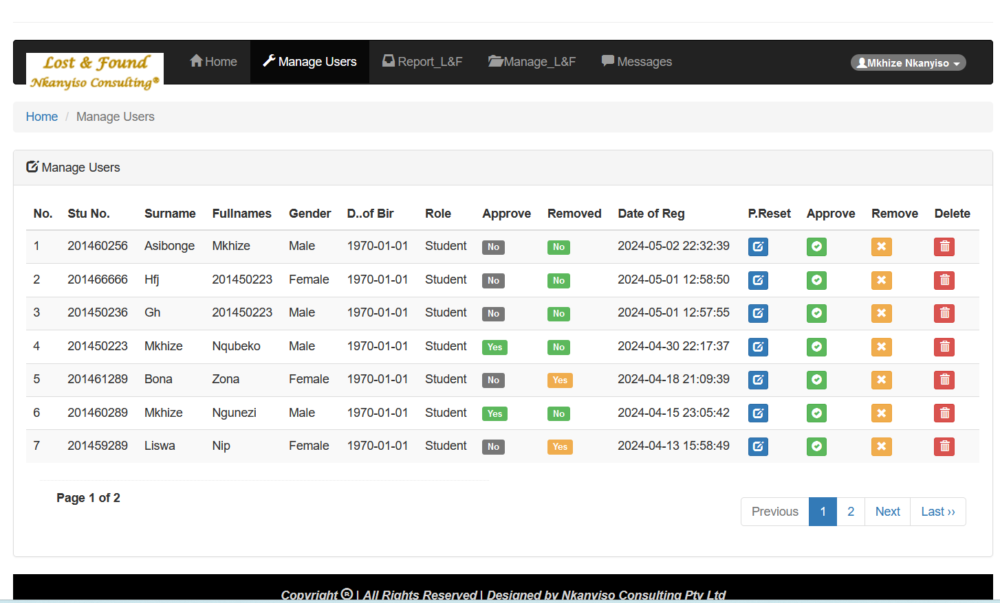 Lost & Found
Nkanyiso Consulting®
Home Manage Users Report_L&F Manage_L&F Messages Mkhize Nkanyiso
Home / Manage Users
Manage Users
No. Stu No. Surname Fullnames Gender D..of Bir Role Approve Removed Date of Reg P.Reset Approve Remove Delete
1 201460256 Asibonge Mkhize Male 1970-01-01 Student No No 2024-05-02 22:32:39
2 201466666 Hfj 201450223 Female 1970-01-01 Student No No 2024-05-01 12:58:50
3 201450236 Gh 201450223 Male 1970-01-01 Student No No 2024-05-01 12:57:55
4 201450223 Mkhize Nqubeko Male 1970-01-01 Student Yes No 2024-04-30 22:17:37
5 201461289 Bona Zona Female 1970-01-01 Student No Yes 2024-04-18 21:09:39
6 201460289 Mkhize Ngunezi Male 1970-01-01 Student Yes No 2024-04-15 23:05:42
7 201459289 Liswa Nip Female 1970-01-01 Student No Yes 2024-04-13 15:58:49
Page 1 of 2
Previous 1 2 Next Last ››
Copyright ® | All Rights Reserved | Designed by Nkanyiso Consulting Pty Ltd